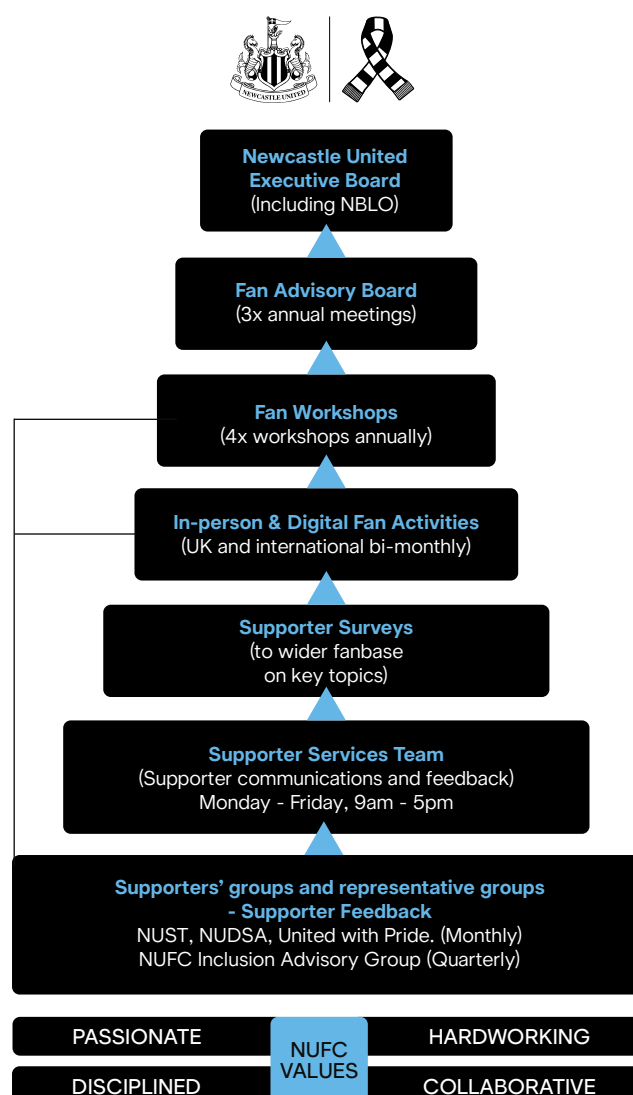 NEWCASTLE UNITED
Newcastle United
Executive Board
(Including NBLO)
Fan Advisory Board
(3x annual meetings)
Fan Workshops
(4x workshops annually)
In-person & Digital Fan Activities
(UK and international bi-monthly)
Supporter Surveys
(to wider fanbase
on key topics)
Supporter Services Team
(Supporter communications and feedback)
Monday - Friday, 9am - 5pm
Supporters’ groups and representative groups
- Supporter Feedback
NUST, NUDSA, United with Pride. (Monthly)
NUFC Inclusion Advisory Group (Quarterly)
PASSIONATE
HARDWORKING
NUFC
VALUES
DISCIPLINED
COLLABORATIVE